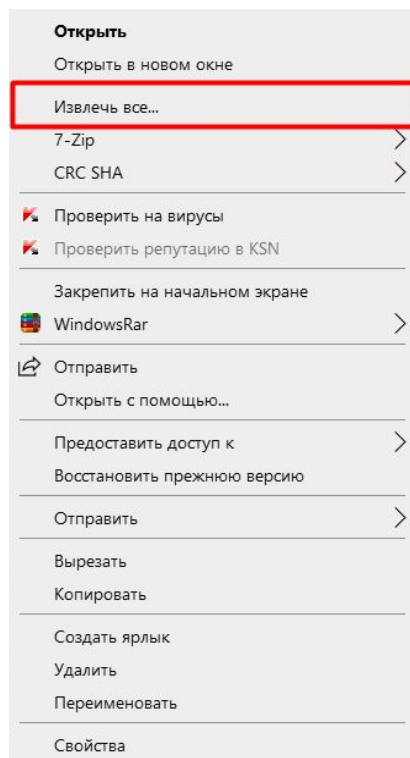 Открыть
Открыть в новом окне
Извлечь все...
7-Zip
CRC SHA
Проверить на вирусы
Проверить репутацию в KSN
Закрепить на начальном экране
WindowsRar
Отправить
Открыть с помощью...
Предоставить доступ к
Восстановить прежнюю версию
Отправить
Вырезать
Копировать
Создать ярлык
Удалить
Переименовать
Свойства